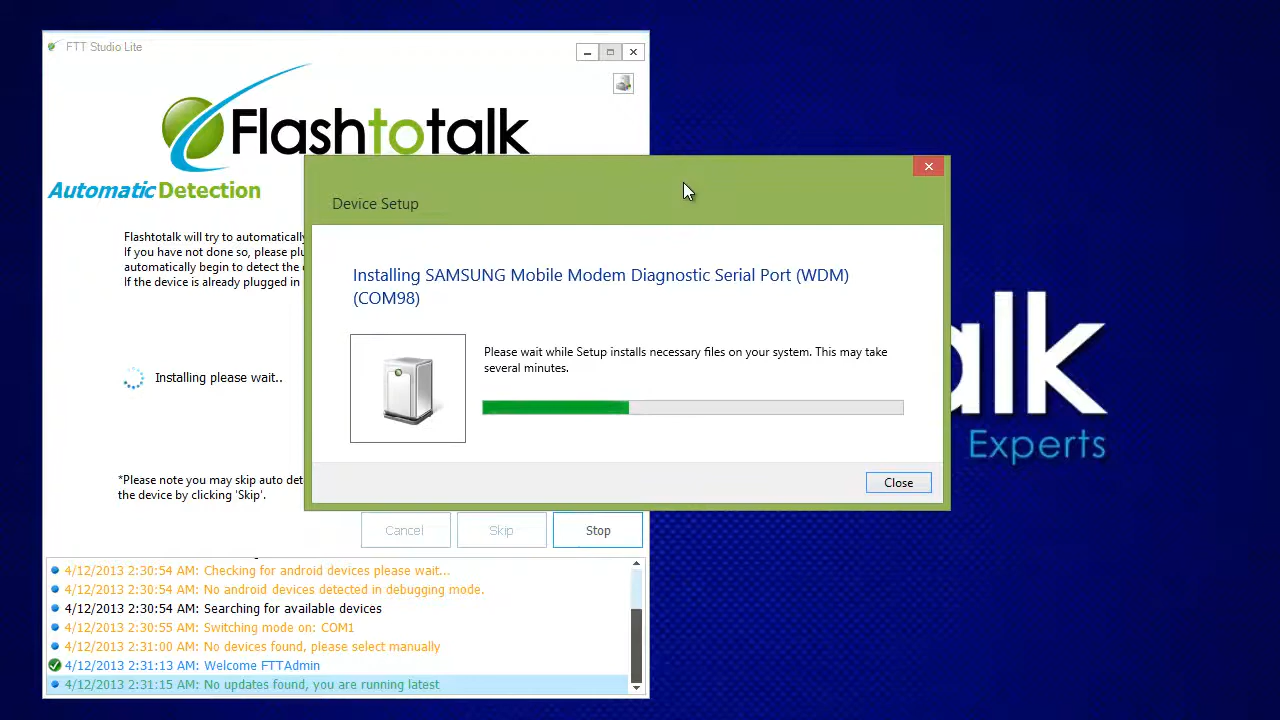 FTT Studio Lite
Flashtotalk
Automatic Detection
Device Setup
Flashtotalk will try to automatically
If you have not done so, please
automatically begin to detect the
If the device is already plugged in
Installing SAMSUNG Mobile Modem Diagnostic Serial Port (WDM)
(COM98)
Please wait while Setup installs necessary files on your system. This may take
several minutes.
Installing please wait..
alk
Experts
*Please note you may skip auto
the device by clicking 'Skip'.
Close
Cancel
Skip
Stop
4/12/2013 2:30:54 AM: Checking for android devices please wait...
4/12/2013 2:30:54 AM: No android devices detected in debugging mode.
4/12/2013 2:30:54 AM: Searching for available devices
4/12/2013 2:30:55 AM: Switching mode on: COM1
4/12/2013 2:31:00 AM: No devices found, please select manually
4/12/2013 2:31:13 AM: Welcome FTTAdmin
4/12/2013 2:31:15 AM: No updates found, you are running latest